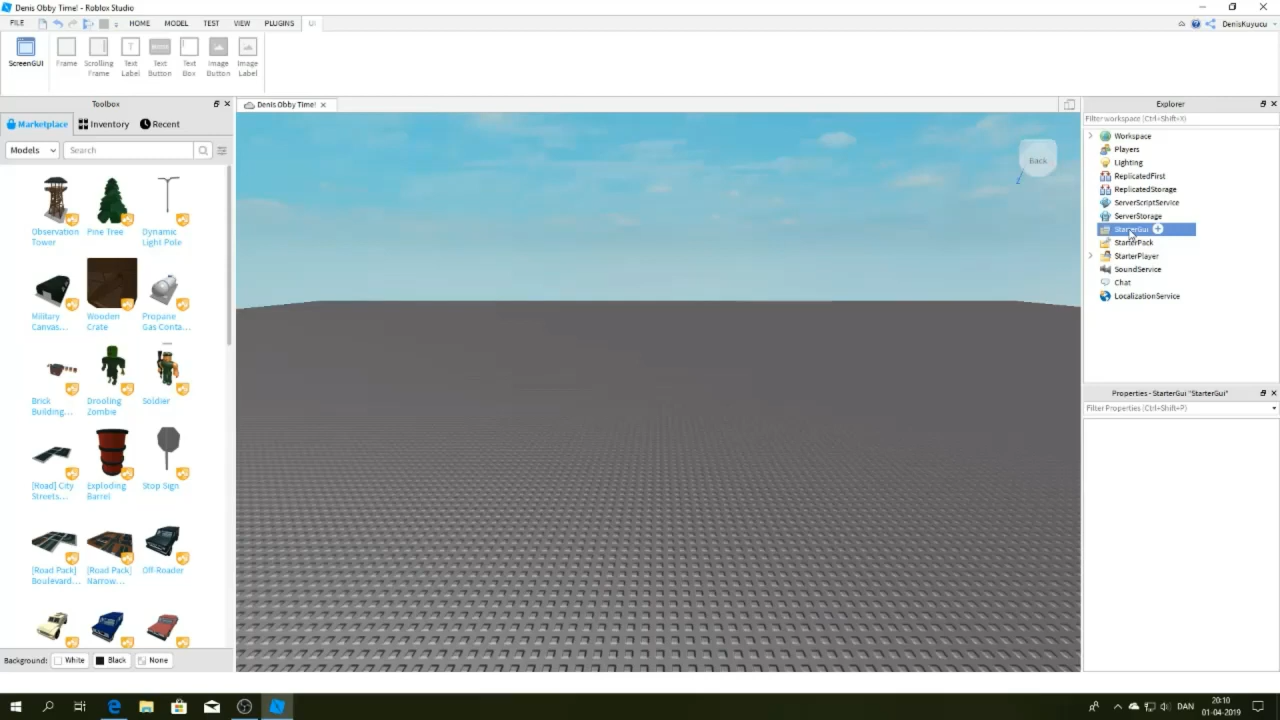 Denis Obby Time! - Roblox Studio
FILE HOME MODEL TEST VIEW PLUGINS UI DenisKuyucu
ScreenGUI Frame Scrolling Frame Text Label Text Button Text Box Image Button Image Label
Toolbox
Marketplace Inventory Recent
Models Search
Observation Tower
Pine Tree
Dynamic Light Pole
Military Canvas...
Wooden Crate
Propane Gas Conta...
Brick Building...
Drooling Zombie
Soldier
[Road] City Streets...
Exploding Barrel
Stop Sign
[Road Pack] Boulevard...
[Road Pack] Narrow...
Off-Roader
Background: White Black None
Denis Obby Time!
Back
Explorer
Filter workspace (Ctrl+Shift+X)
Workspace
Players
Lighting
ReplicatedFirst
ReplicatedStorage
ServerScriptService
ServerStorage
StarterGui
StarterPack
StarterPlayer
SoundService
Chat
LocalizationService
Properties - StarterGui "StarterGui"
Filter Properties (Ctrl+Shift+P)
DAN
20:10
01-04-2019